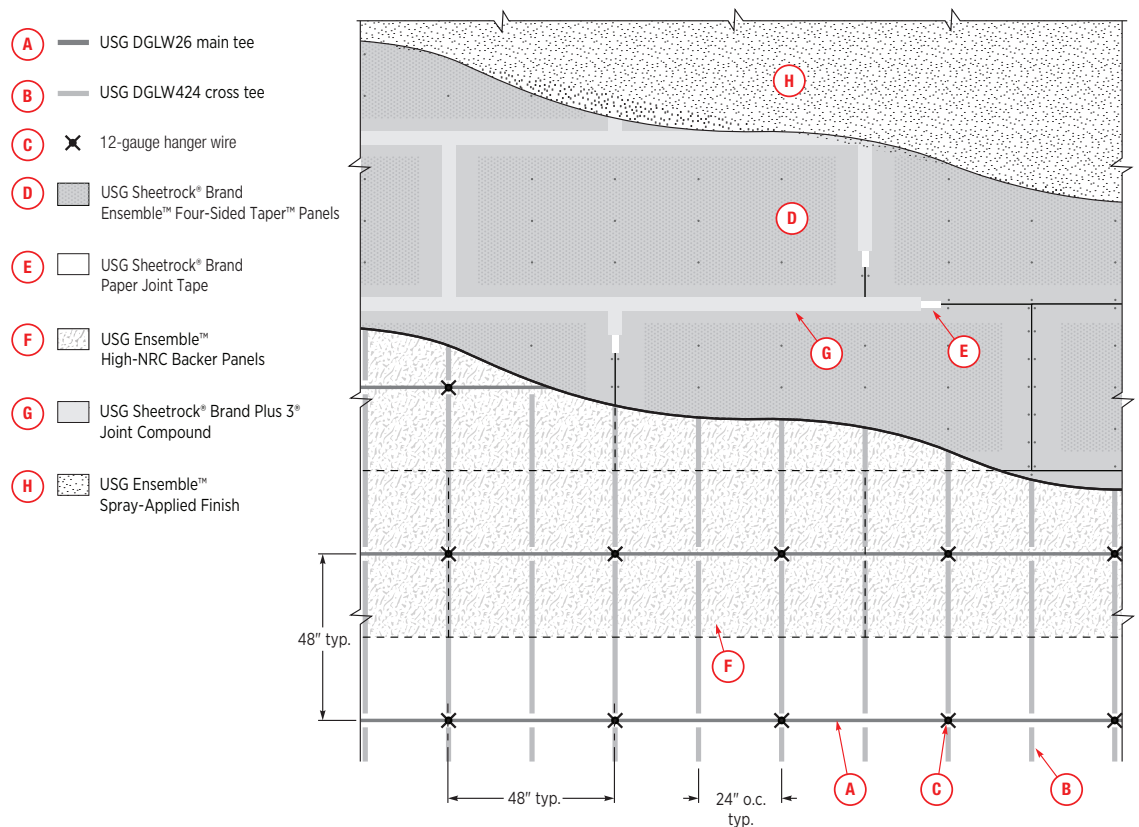 A USG DGLW26 main tee
B USG DGLW424 cross tee
C 12-gauge hanger wire
D USG Sheetrock® Brand
Ensemble™ Four-Sided Taper™ Panels
E USG Sheetrock® Brand
Paper Joint Tape
F USG Ensemble™
High-NRC Backer Panels
G USG Sheetrock® Brand Plus 3®
Joint Compound
H USG Ensemble™
Spray-Applied Finish
H
D
G
E
48" typ.
F
A
C
B
48" typ.
24" o.c.
typ.